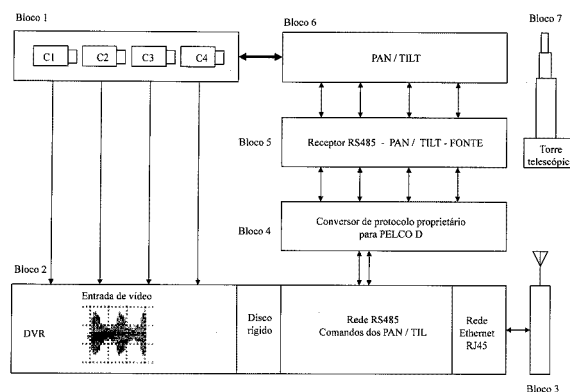 Bloco 1
Bloco 6
Bloco 7
C1
C2
C3
C4
PAN / TILT
Bloco 5
Receptor RS485 - PAN / TILT - FONTE
Torre
telescópic
Bloco 4
Conversor de protocolo proprietário
para PELCO D
Bloco 2
Entrada de vídeo
DVR
Disco
rígido
Rede RS485
Comandos dos PAN / TIL
Rede
Ethernet
RJ45
Bloco 3